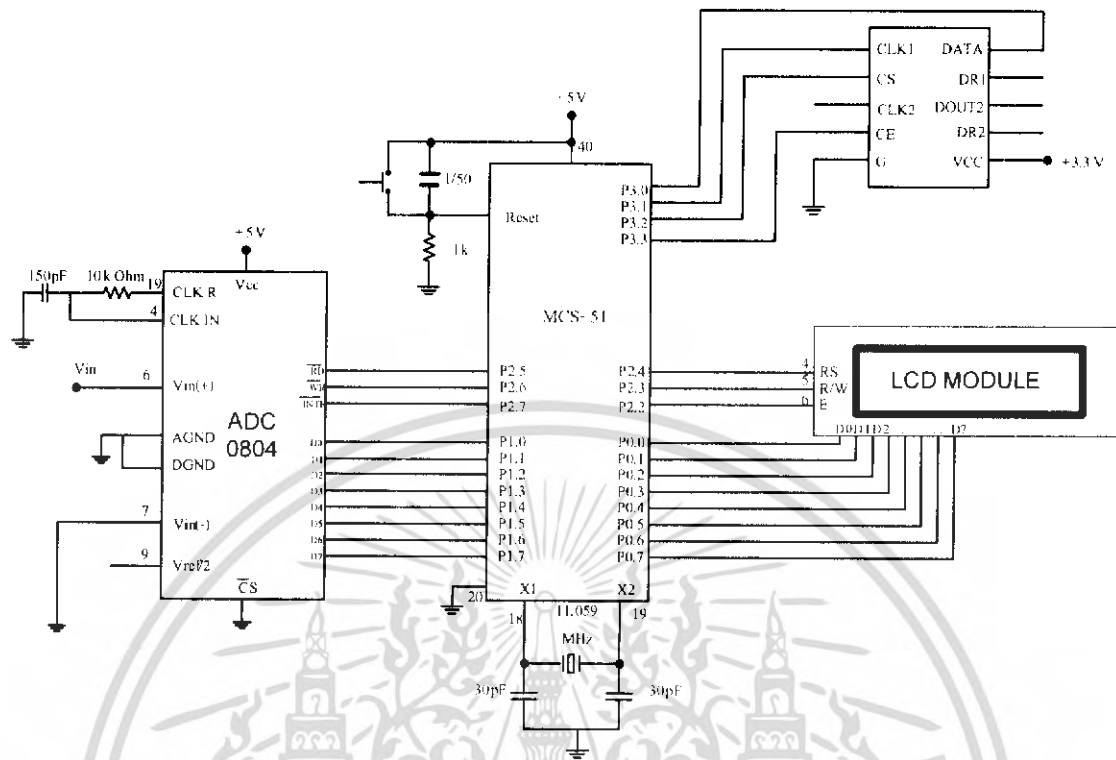 CLK1
CS
CLK2
CE
G
DATA
DR1
DOUT2
DR2
VCC
+3.3 V
+5V
40
1/50
1k
Reset
P3.0
P3.1
P3.2
P3.3
MCS-51
P2.5
P2.6
P2.7
P1.0
P1.1
P1.2
P1.3
P1.4
P1.5
P1.6
P1.7
P2.4
P2.3
P2.2
P0.0
P0.1
P0.2
P0.3
P0.4
P0.5
P0.6
P0.7
20
X1
X2
18
19
11.059
MHz
30pF
30pF
+5V
Vcc
150pF
10k Ohm
19
CLK R
4
CLK IN
Vin
6
Vin(+)
AGND
DGND
7
Vin(-)
9
Vref/2
CS
ADC
0804
RD
WR
INTR
D0
D1
D2
D3
D4
D5
D6
D7
4
RS
5
R/W
6
E
LCD MODULE
D0D1D2
D7